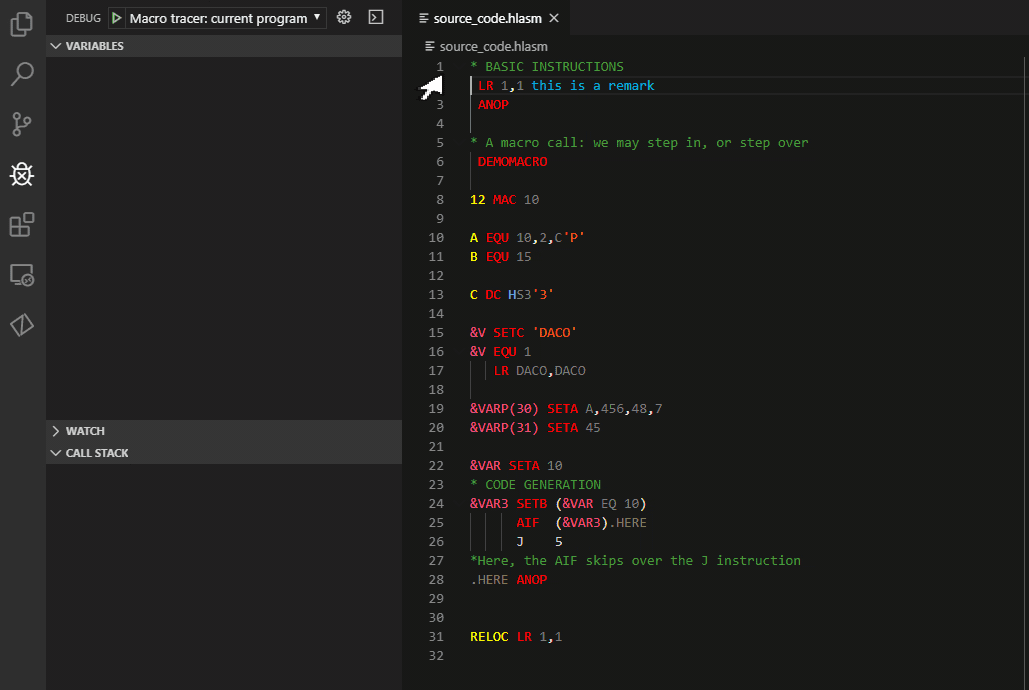 DEBUG Macro tracer: current program
VARIABLES
WATCH
CALL STACK
source_code.hlasm
source_code.hlasm
1 * BASIC INSTRUCTIONS
LR 1,1 this is a remark
3 ANOP
4
5 * A macro call: we may step in, or step over
6 DEMOMACRO
7
8 12 MAC 10
9
10 A EQU 10,2,C'P'
11 B EQU 15
12
13 C DC HS3'3'
14
15 &V SETC 'DACO'
16 &V EQU 1
17 LR DACO,DACO
18
19 &VARP(30) SETA A,456,48,7
20 &VARP(31) SETA 45
21
22 &VAR SETA 10
23 * CODE GENERATION
24 &VAR3 SETB (&VAR EQ 10)
25 AIF (&VAR3).HERE
26 J 5
27 *Here, the AIF skips over the J instruction
28 .HERE ANOP
29
30
31 RELOC LR 1,1
32